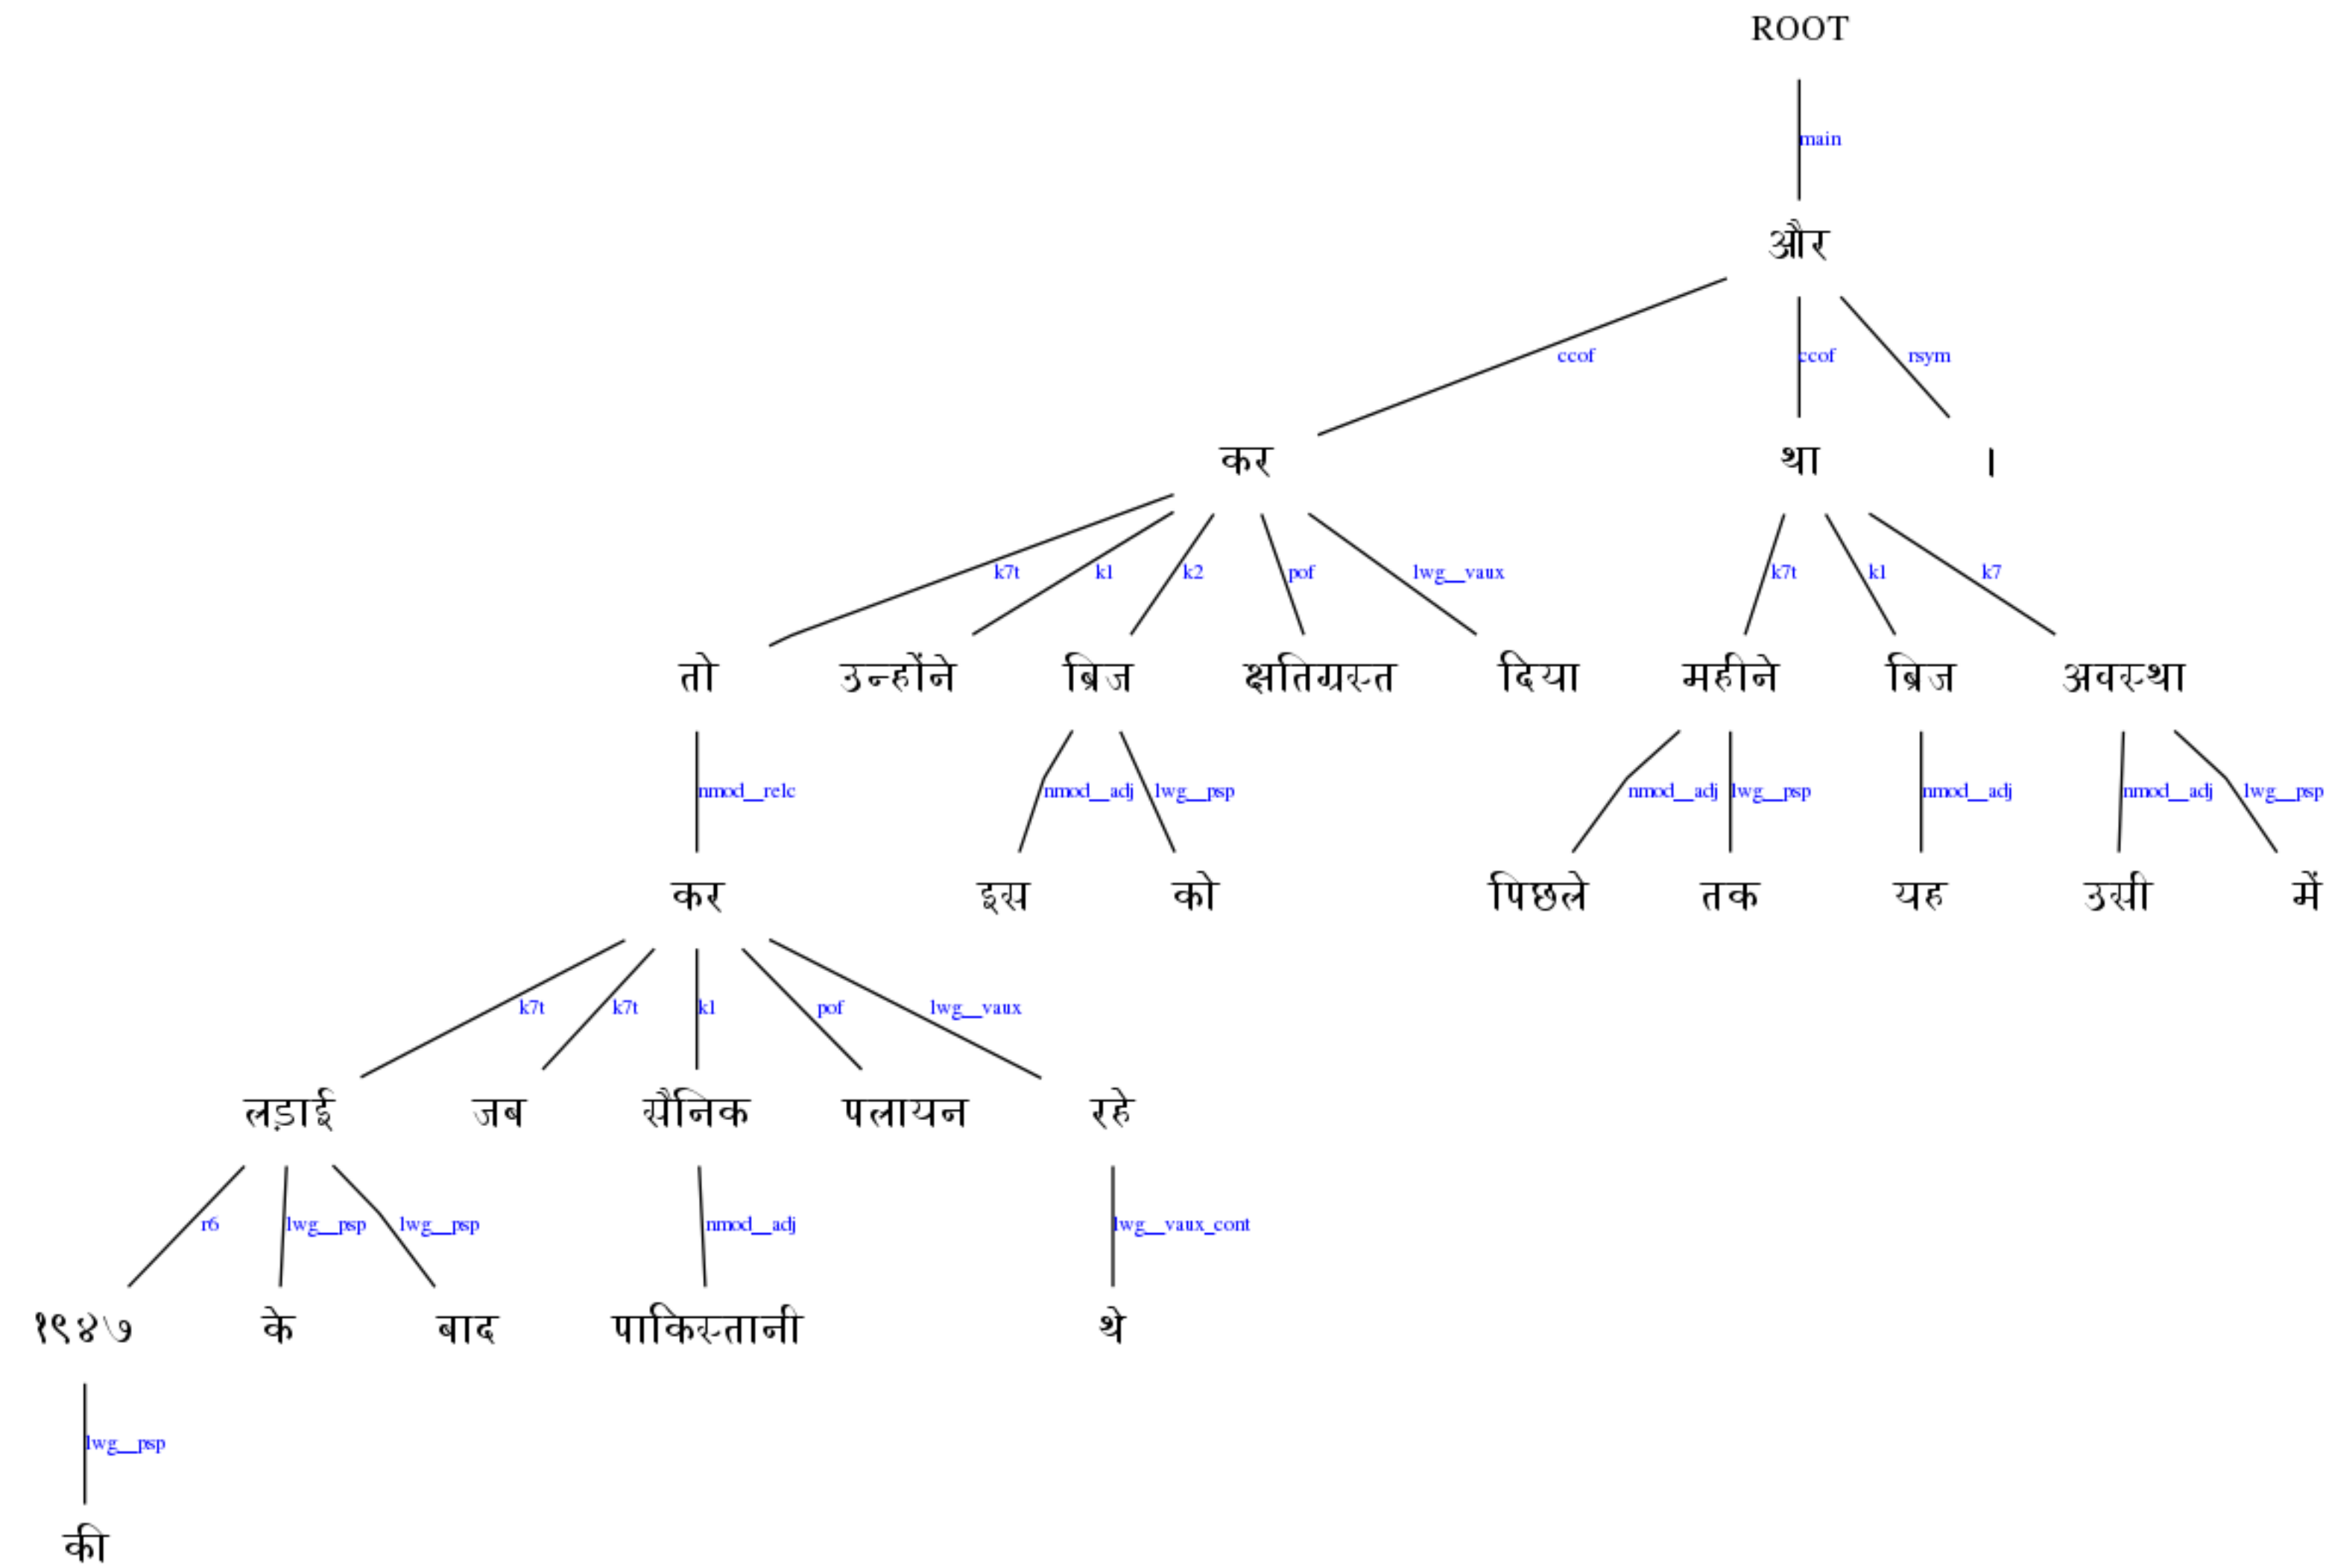 ROOT
main
और
ccof ccof rsym
कर था ।
k7t k1 k2 pof lwg__vaux k7t k1 k7
तो उन्होंने ब्रिज क्षतिग्रस्त दिया महीने ब्रिज अवस्था
nmod__relc nmod__adj lwg__psp nmod__adj lwg__psp nmod__adj nmod__adj lwg__psp
कर इस को पिछले तक यह उसी में
k7t k7t k1 pof lwg__vaux
लड़ाई जब सैनिक पलायन रहे
r6 lwg__psp lwg__psp nmod__adj lwg__vaux_cont
१९४७ के बाद पाकिस्तानी थे
lwg__psp
की